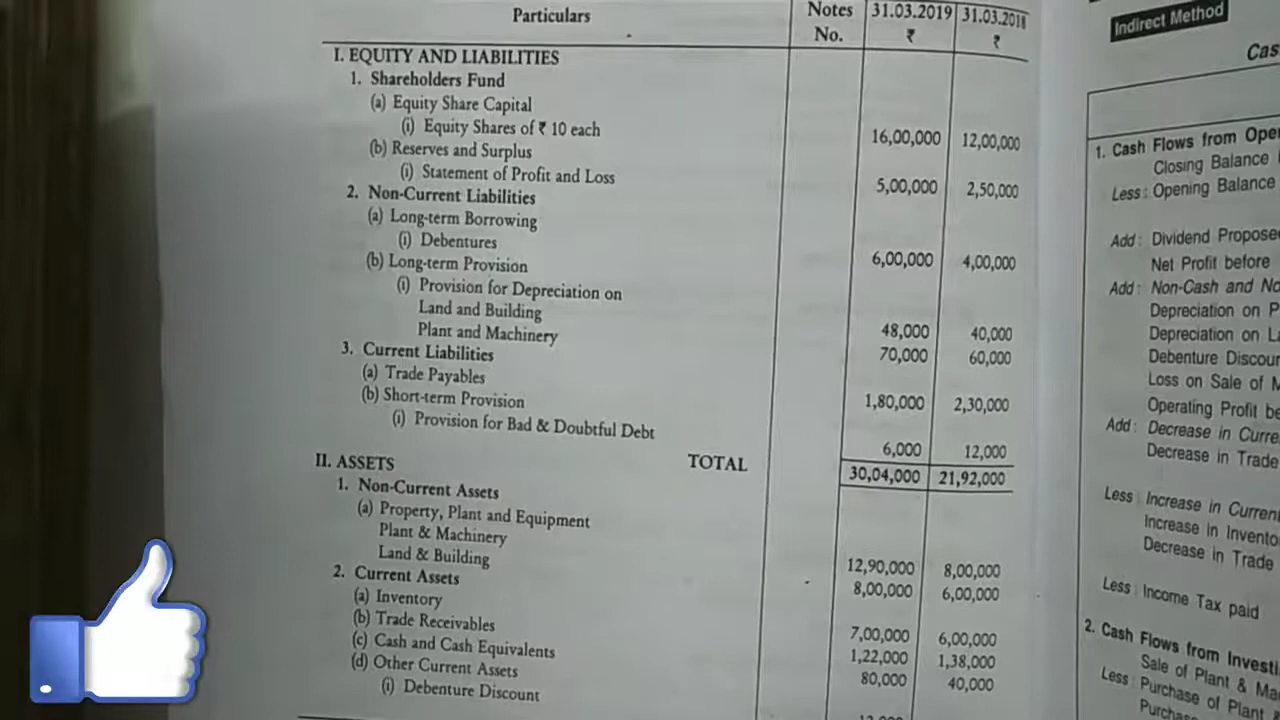 Particulars Notes No. 31.03.2019 ₹ 31.03.2018 ₹
I. EQUITY AND LIABILITIES
1. Shareholders Fund
(a) Equity Share Capital
(i) Equity Shares of ₹ 10 each 16,00,000 12,00,000
(b) Reserves and Surplus
(i) Statement of Profit and Loss 5,00,000 2,50,000
2. Non-Current Liabilities
(a) Long-term Borrowing
(i) Debentures 6,00,000 4,00,000
(b) Long-term Provision
(i) Provision for Depreciation on
Land and Building 48,000 40,000
Plant and Machinery 70,000 60,000
3. Current Liabilities
(a) Trade Payables 1,80,000 2,30,000
(b) Short-term Provision
(i) Provision for Bad & Doubtful Debt 6,000 12,000
TOTAL 30,04,000 21,92,000
II. ASSETS
1. Non-Current Assets
(a) Property, Plant and Equipment
Plant & Machinery 12,90,000 8,00,000
Land & Building 8,00,000 6,00,000
2. Current Assets
(a) Inventory 7,00,000 6,00,000
(b) Trade Receivables 1,22,000 1,38,000
(c) Cash and Cash Equivalents 80,000 40,000
(d) Other Current Assets
(i) Debenture Discount
Indirect Method
1. Cash Flows from
Closing Balance
Less : Opening Balance
Add : Dividend
Net Profit before
Add : Non-Cash and
Depreciation on
Depreciation on
Debenture
Loss on Sale of
Operating Profit
Add : Decrease in
Decrease in Trade
Less : Increase in
Increase in
Decrease in Trade
Less : Income Tax paid
2. Cash Flows from
Sale of Plant &
Less : Purchase of Plant